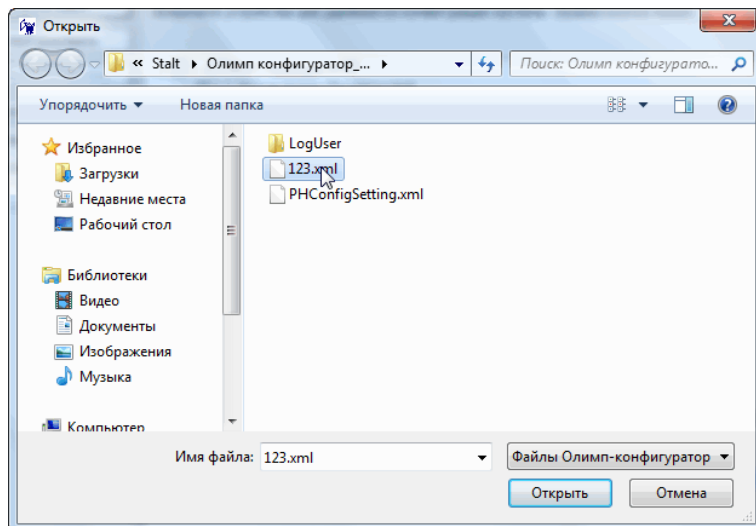 Открыть
« Stalt Олимп конфигуратор_... Поиск: Олимп конфигурато...
Упорядочить Новая папка
Избранное
Загрузки
Недавние места
Рабочий стол
Библиотеки
Видео
Документы
Изображения
Музыка
Компьютер
LogUser
123.xml
PHConfigSetting.xml
Имя файла: 123.xml Файлы Олимп-конфигуратор
Открыть Отмена